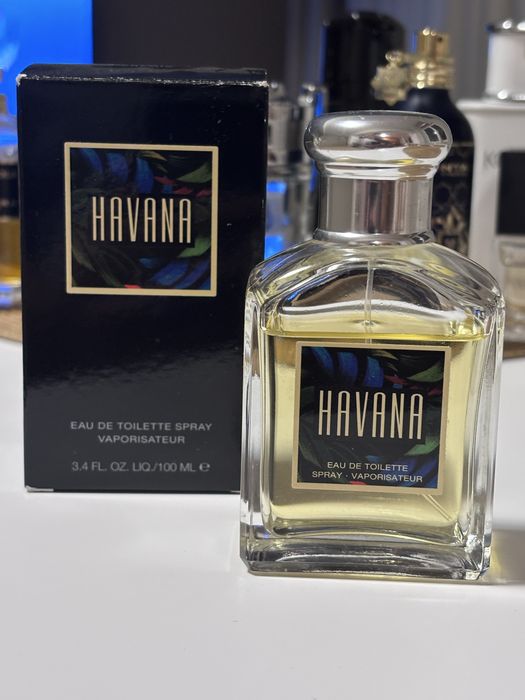 HAVANA
EAU DE TOILETTE SPRAY
VAPORISATEUR
3.4 FL. OZ. LIQ./100 ML ℮
HAVANA
EAU DE TOILETTE
SPRAY · VAPORISATEUR